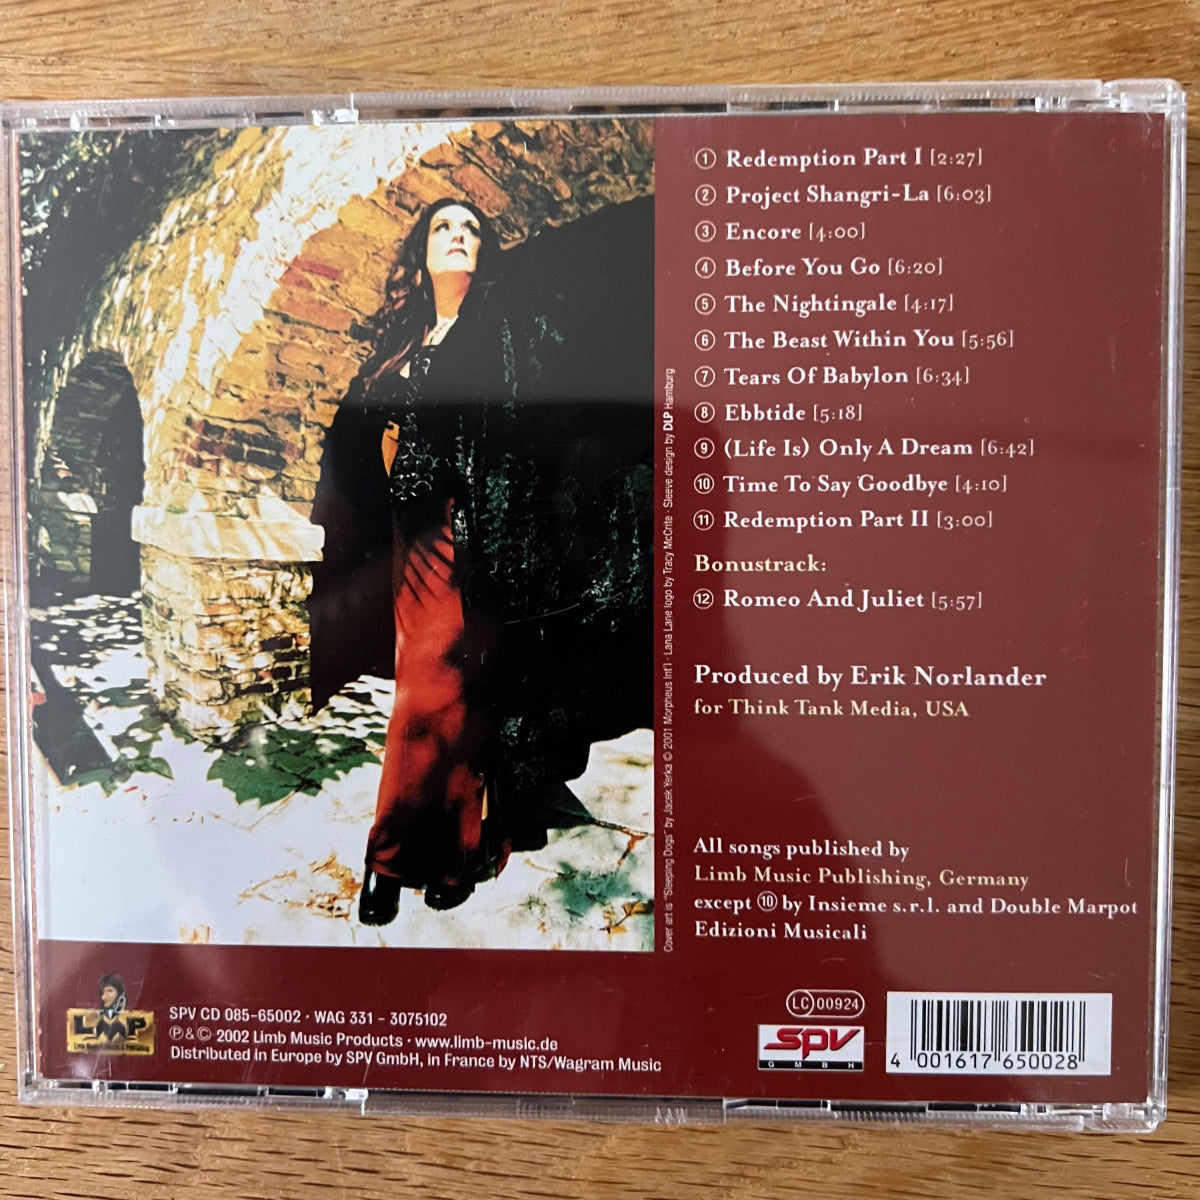 ① Redemption Part I [2:27]
② Project Shangri-La [6:03]
③ Encore [4:00]
④ Before You Go [6:20]
⑤ The Nightingale [4:17]
⑥ The Beast Within You [5:56]
⑦ Tears Of Babylon [6:34]
⑧ Ebbtide [5:18]
⑨ (Life Is) Only A Dream [6:42]
⑩ Time To Say Goodbye [4:10]
⑪ Redemption Part II [3:00]
Bonustrack:
⑫ Romeo And Juliet [5:57]
Produced by Erik Norlander
for Think Tank Media, USA
All songs published by
Limb Music Publishing, Germany
except ⑩ by Insieme s.r.l. and Double Marpot
Edizioni Musicali
Cover art is "Sleeping Dogs" by Jacek Yerka © 2001 Morpheus Int'l · Lana Lane logo by Tracy McCrite · Sleeve design by DLP Hamburg
LMP
Limb Music Products & Publishing
SPV CD 085-65002 · WAG 331 - 3075102
℗ & © 2002 Limb Music Products · www.limb-music.de
Distributed in Europe by SPV GmbH, in France by NTS/Wagram Music
LC 00924
SPV
GMBH
4 001617 650028